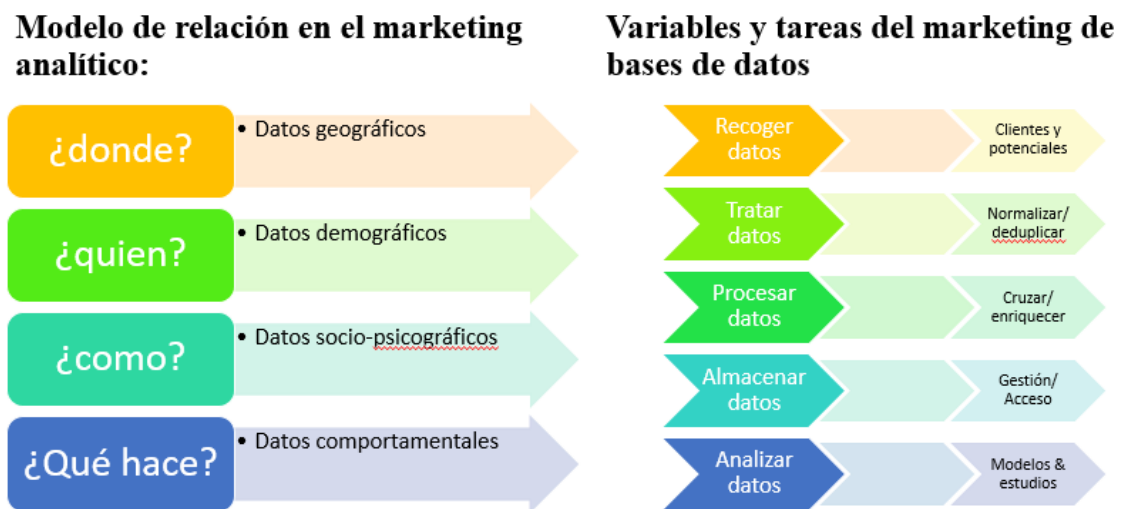 Modelo de relación en el marketing
analítico:
¿donde?
• Datos geográficos
¿quien?
• Datos demográficos
¿como?
• Datos socio-psicográficos
¿Qué hace?
• Datos comportamentales
Variables y tareas del marketing de
bases de datos
Recoger
datos
Clientes y
potenciales
Tratar
datos
Normalizar/
deduplicar
Procesar
datos
Cruzar/
enriquecer
Almacenar
datos
Gestión/
Acceso
Analizar
datos
Modelos &
estudios